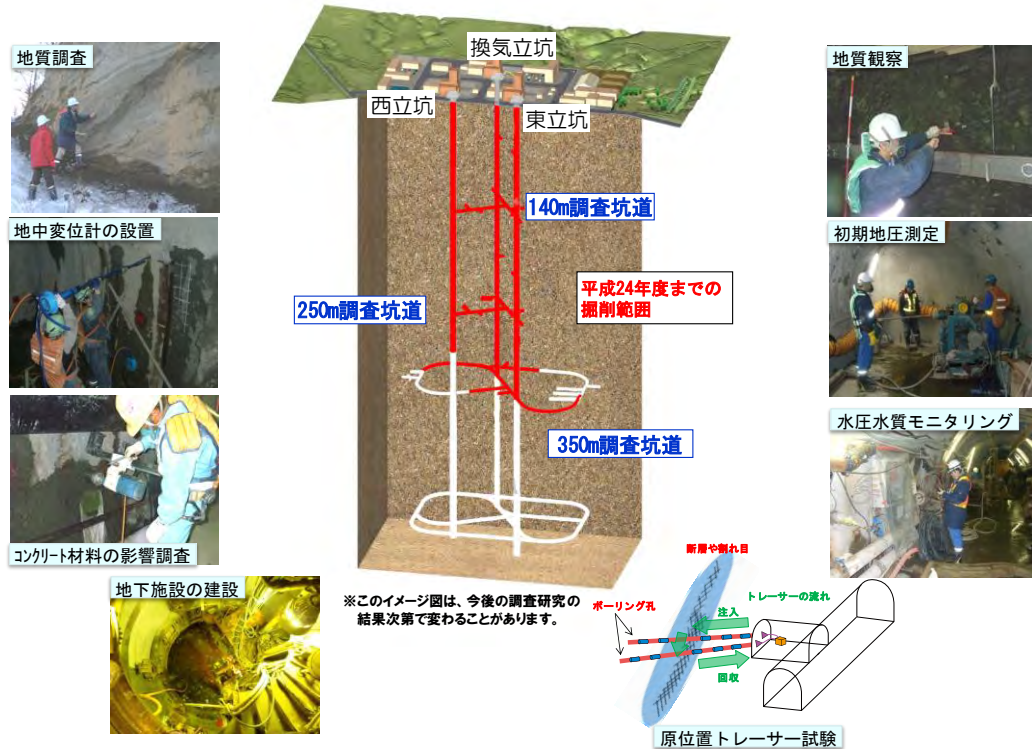 地質調査
換気立坑
地質観察
西立坑
東立坑
140m調査坑道
地中変位計の設置
初期地圧測定
平成24年度までの
掘削範囲
250m調査坑道
水圧水質モニタリング
350m調査坑道
コンクリート材料の影響調査
地下施設の建設
※このイメージ図は、今後の調査研究の
結果次第で変わることがあります。
断層や割れ目
ボーリング孔
注入
トレーサーの流れ
回収
原位置トレーサー試験